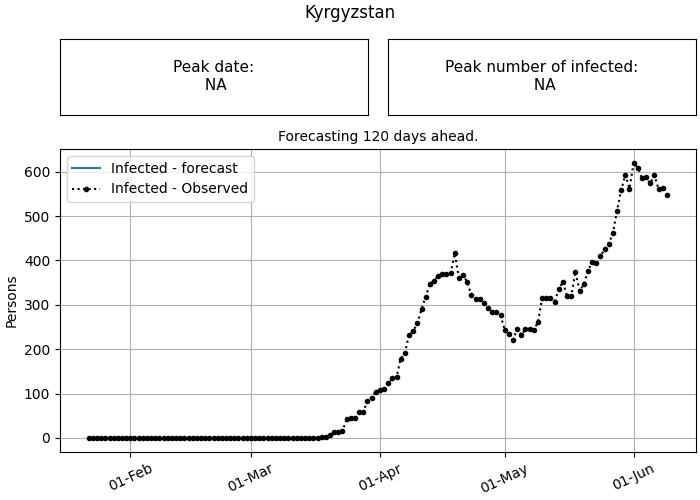 Kyrgyzstan
Peak date:
NA
Peak number of infected:
NA
Forecasting 120 days ahead.
Infected - forecast
Infected - Observed
Persons
600
500
400
300
200
100
0
01-Feb
01-Mar
01-Apr
01-May
01-Jun